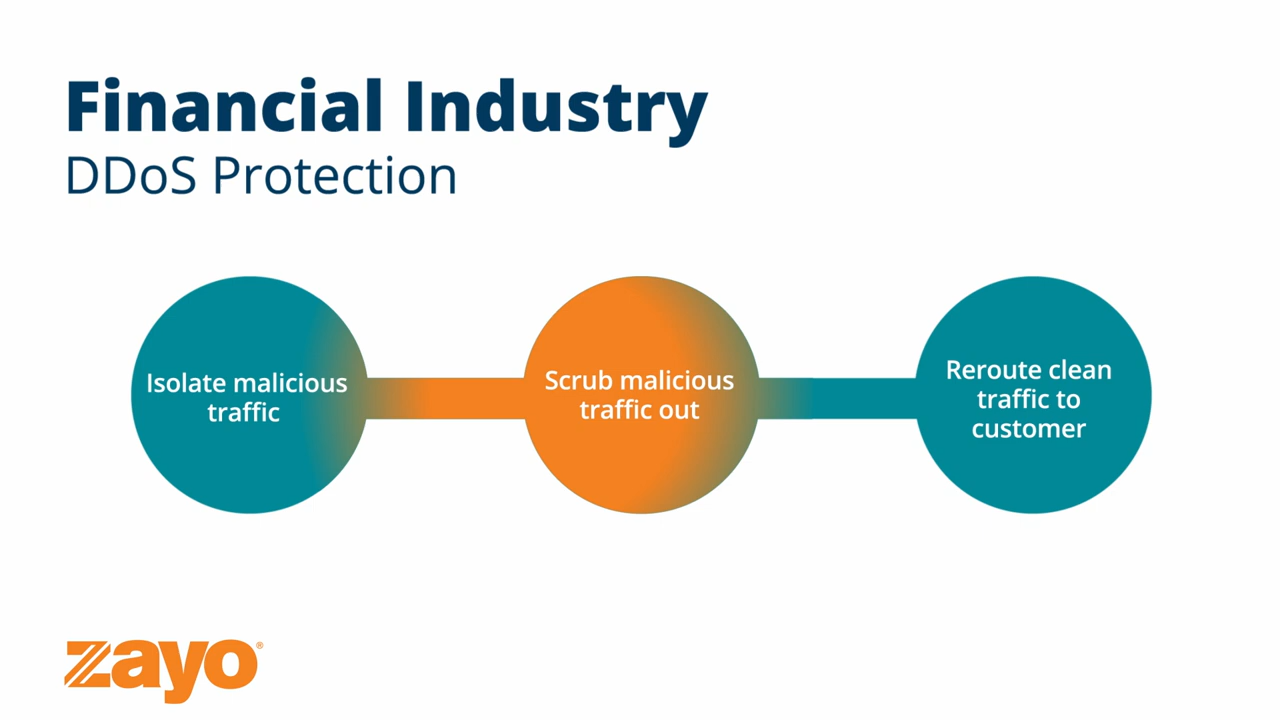 Financial Industry
DDoS Protection
Isolate malicious
traffic
Scrub malicious
traffic out
Reroute clean
traffic to
customer
zayo®